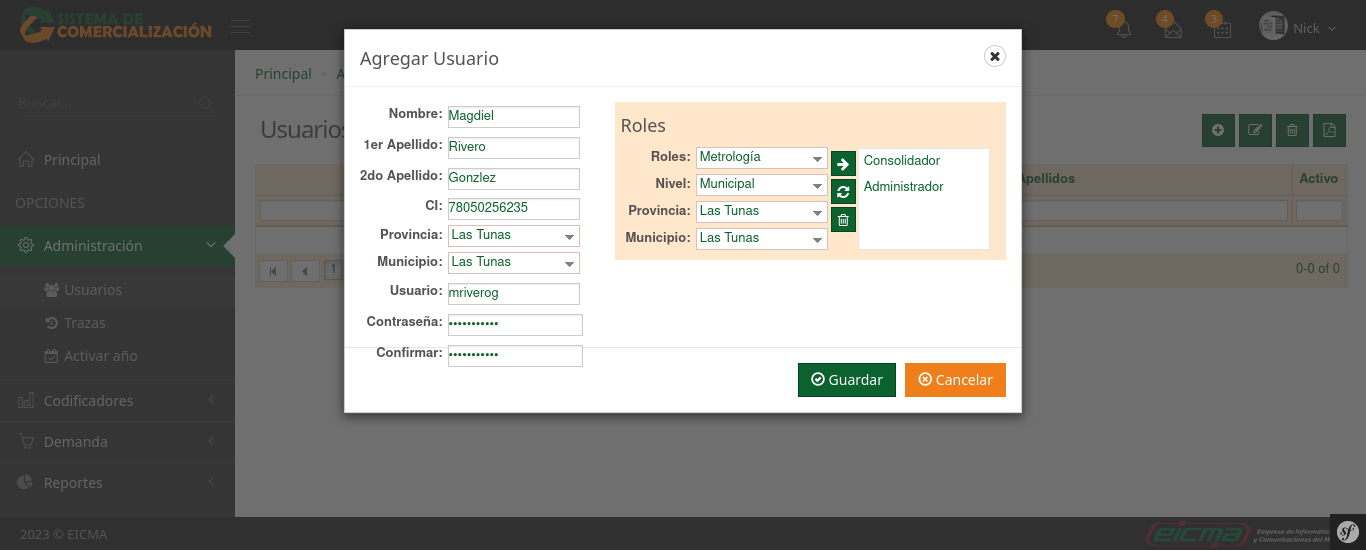 SISTEMA DE
COMERCIALIZACIÓN
7
4
3
Nick
Buscar...
Principal
OPCIONES
Administración
Usuarios
Trazas
Activar año
Codificadores
Demanda
Reportes
Principal
A
Usuarios
Apellidos
Activo
1
0-0 of 0
Agregar Usuario
Nombre: Magdiel
1er Apellido: Rivero
2do Apellido: Gonzlez
CI: 78050256235
Provincia: Las Tunas
Municipio: Las Tunas
Usuario: mriverog
Contraseña: •••••••••••
Confirmar: •••••••••••
Roles
Roles: Metrología
Nivel: Municipal
Provincia: Las Tunas
Municipio: Las Tunas
Consolidador
Administrador
Guardar
Cancelar
2023 © EICMA
eicma
Empresa de Informátic
y Comunicaciones del M
sf